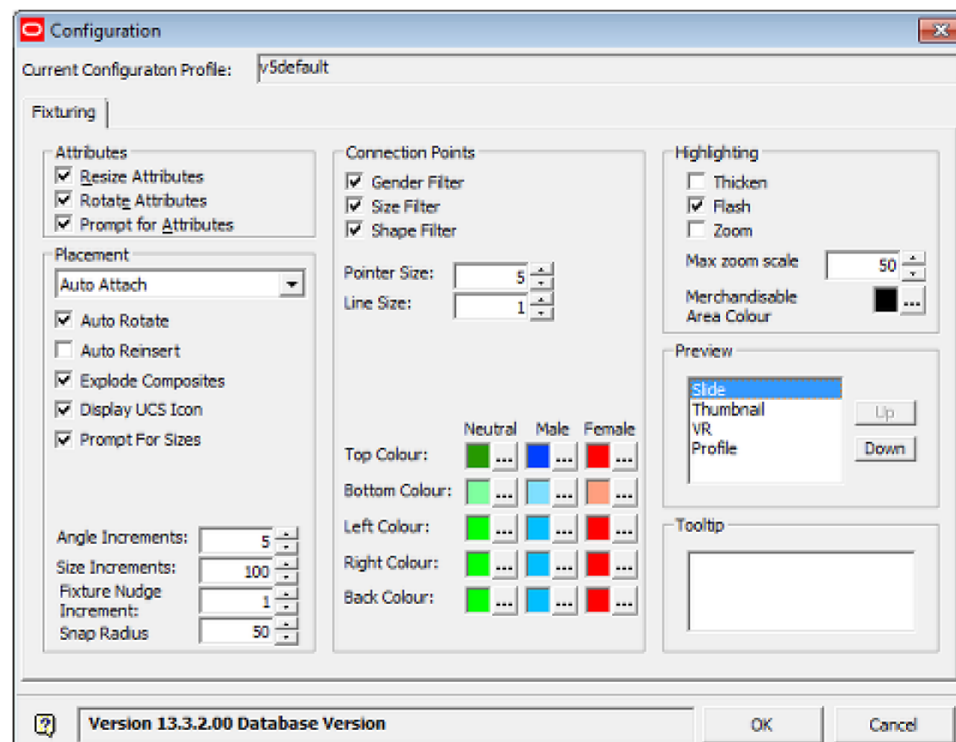 Configuration
Current Configuraton Profile: v5default
Fixturing
Attributes
Resize Attributes
Rotate Attributes
Prompt for Attributes
Placement
Auto Attach
Auto Rotate
Auto Reinsert
Explode Composites
Display UCS Icon
Prompt For Sizes
Angle Increments: 5
Size Increments: 100
Fixture Nudge
Increment: 1
Snap Radius 50
Connection Points
Gender Filter
Size Filter
Shape Filter
Pointer Size: 5
Line Size: 1
Neutral Male Female
Top Colour: ... ... ...
Bottom Colour: ... ... ...
Left Colour: ... ... ...
Right Colour: ... ... ...
Back Colour: ... ... ...
Highlighting
Thicken
Flash
Zoom
Max zoom scale 50
Merchandisable
Area Colour ...
Preview
Slide
Thumbnail
VR
Profile
Up
Down
Tooltip
Version 13.3.2.00 Database Version
OK
Cancel